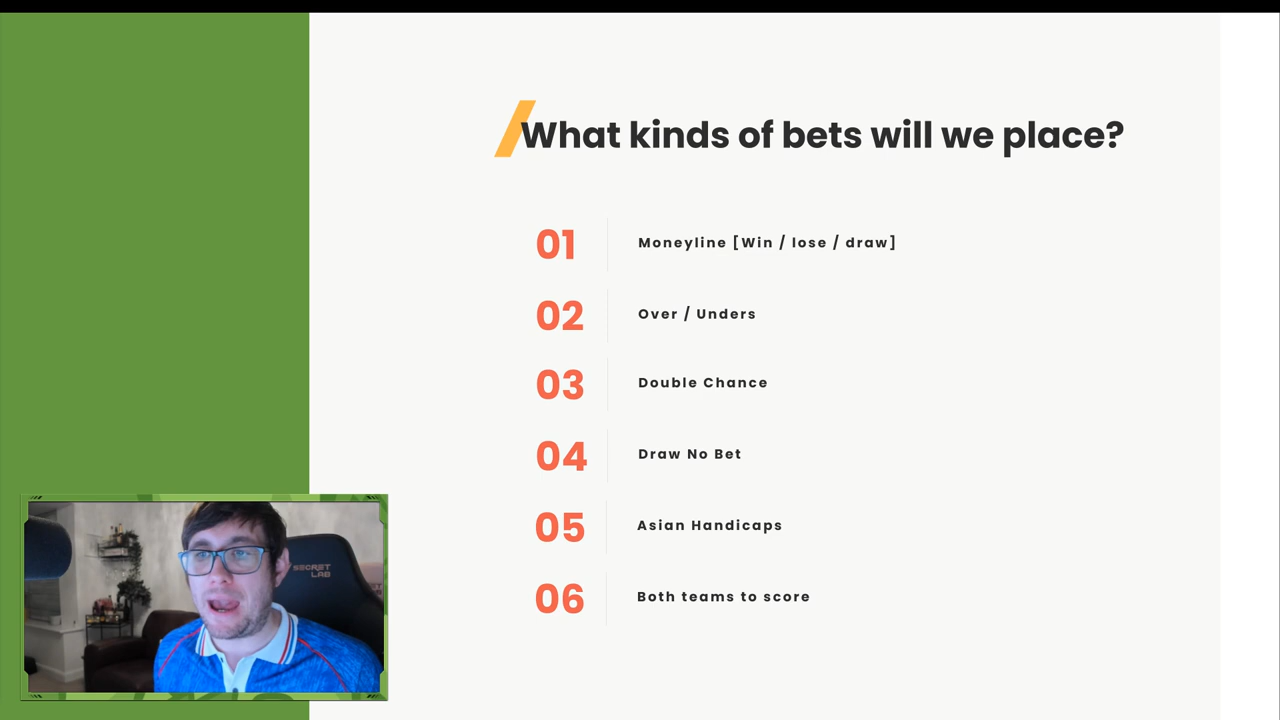 What kinds of bets will we place?
01 Moneyline [Win / lose / draw]
02 Over / Unders
03 Double Chance
04 Draw No Bet
05 Asian Handicaps
06 Both teams to score
SECRET
LAB